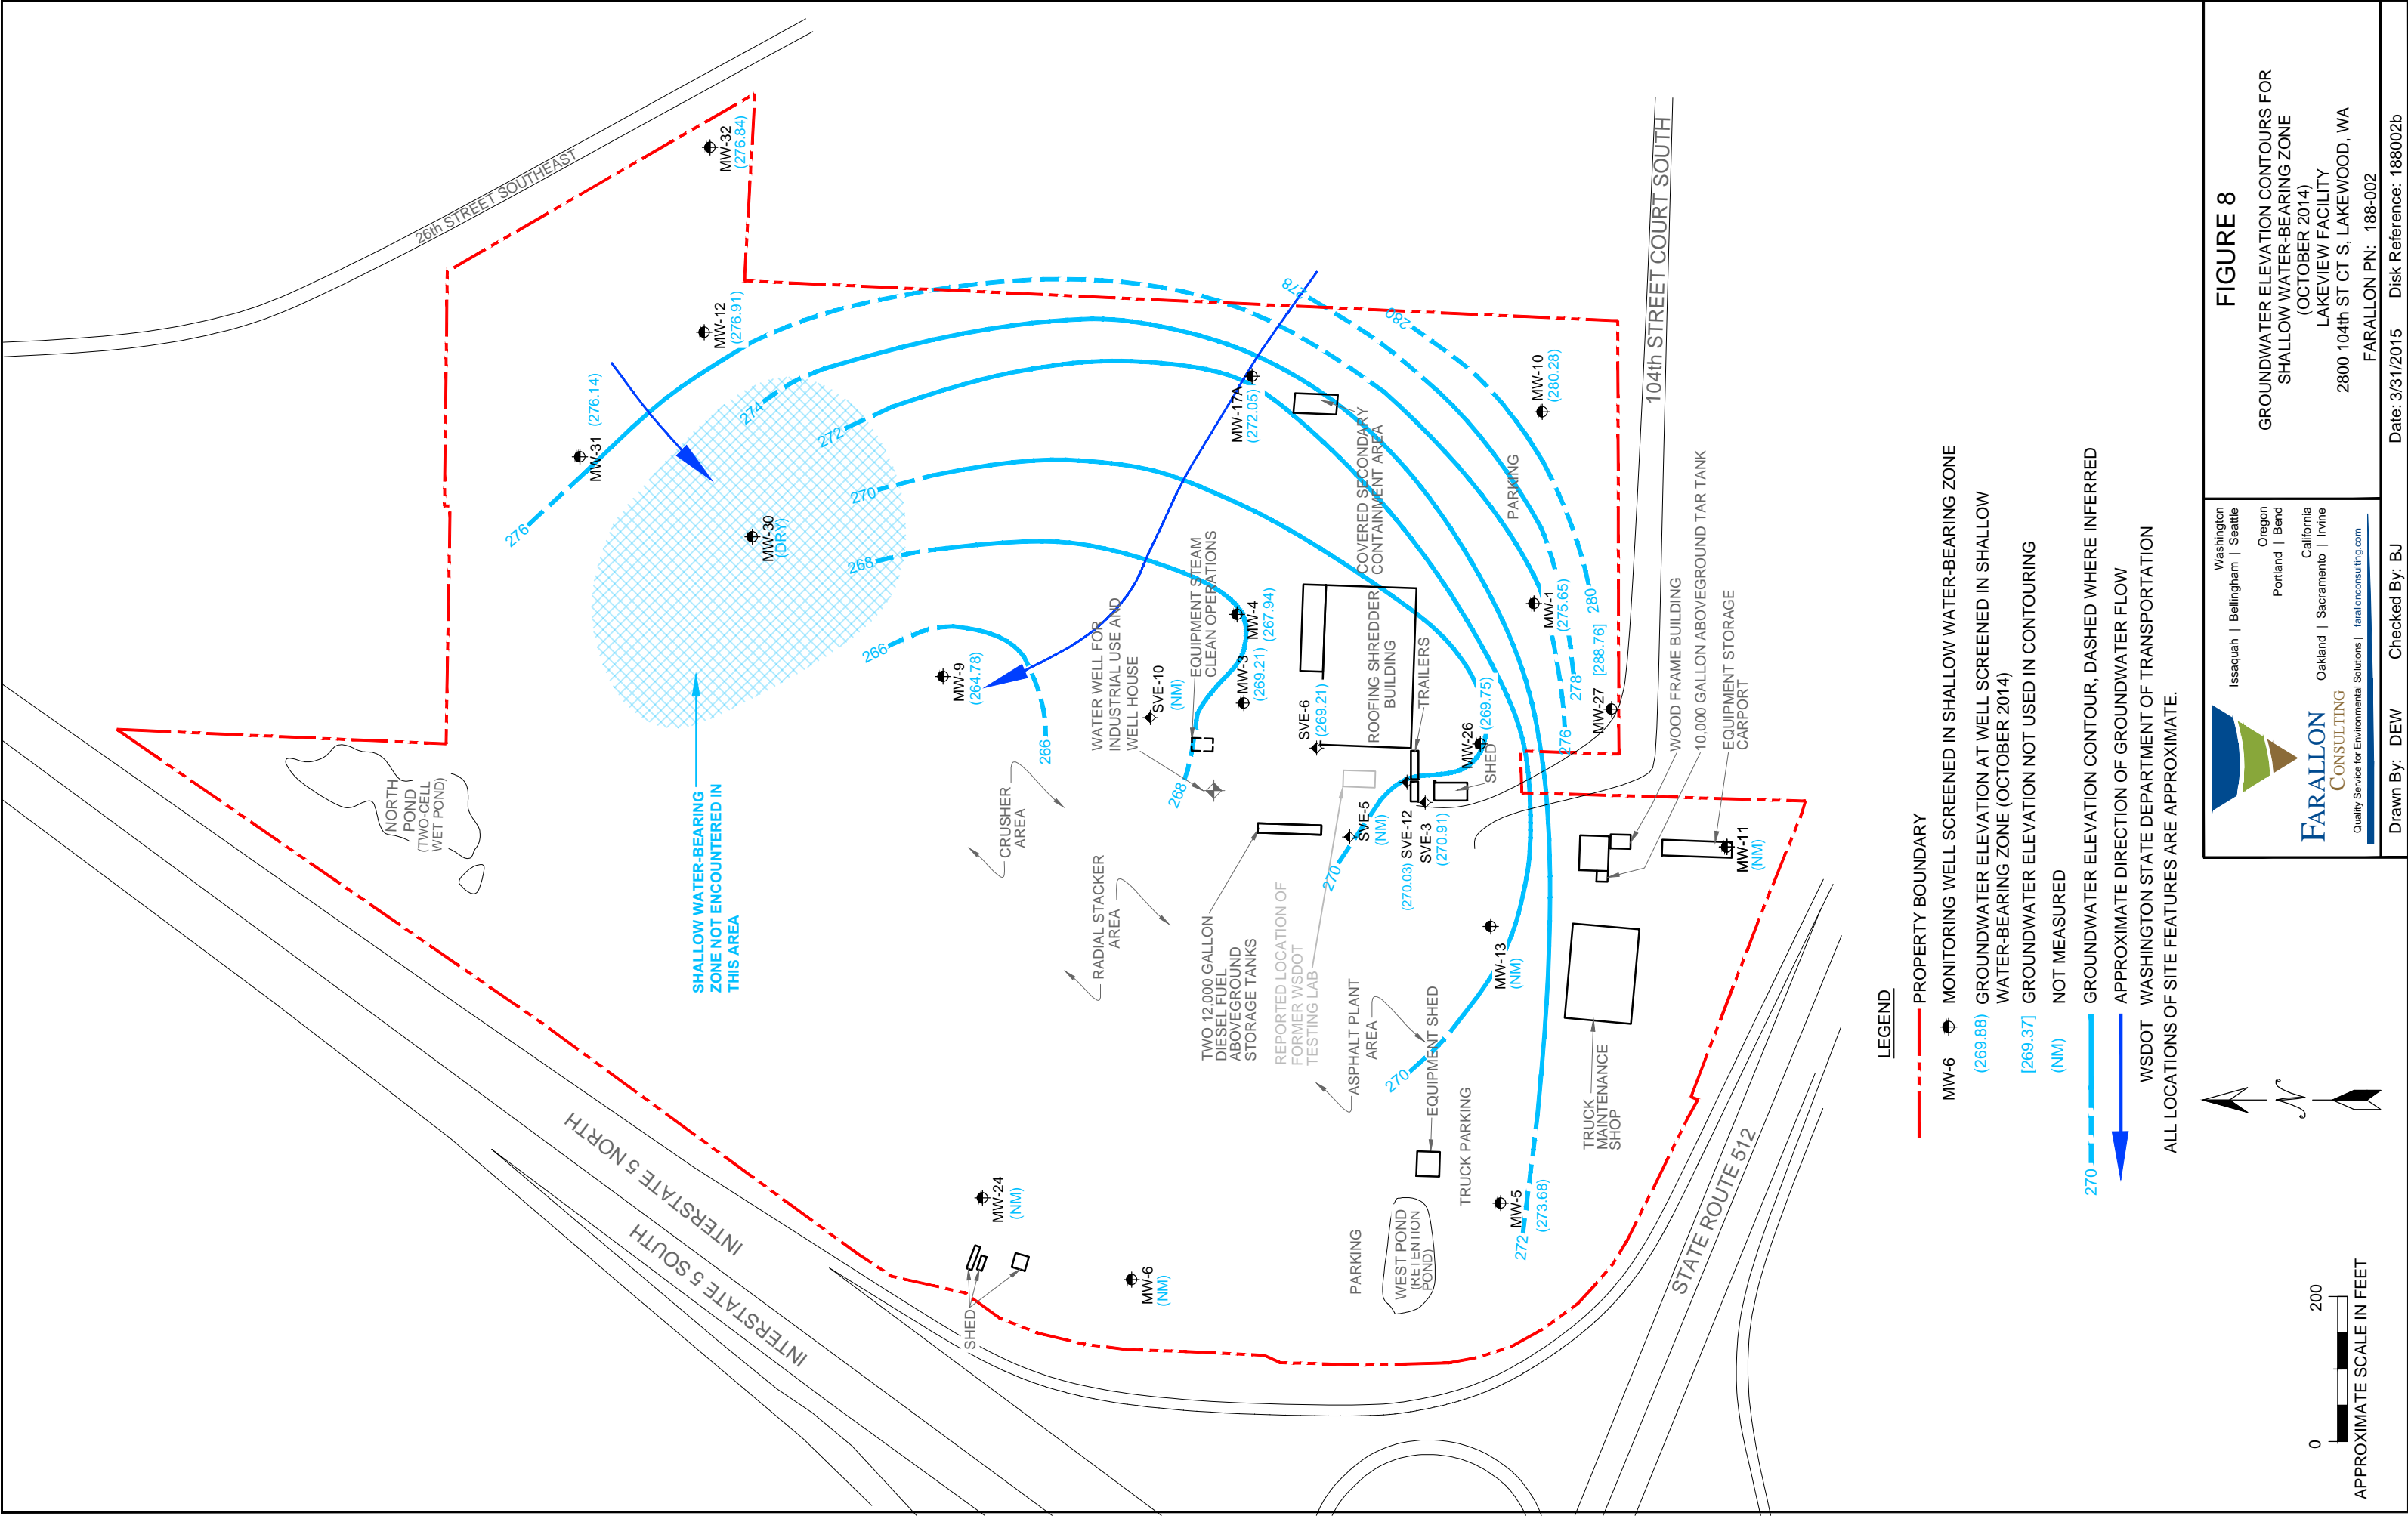 26th STREET SOUTHEAST
MW-32
(276.84)
MW-12
(276.91)
MW-31 (276.14)
276
274
272
270
268
266
MW-30
(DRY)
SHALLOW WATER-BEARING
ZONE NOT ENCOUNTERED IN
THIS AREA
NORTH
POND
(TWO-CELL
WET POND)
INTERSTATE 5 NORTH
INTERSTATE 5 SOUTH
278
280
MW-17A
(272.05)
MW-10
(280.28)
104th STREET COURT SOUTH
COVERED SECONDARY
CONTAINMENT AREA
PARKING
MW-9
(264.78)
266
WATER WELL FOR
INDUSTRIAL USE AND
WELL HOUSE
SVE-10
(NM)
EQUIPMENT STEAM
CLEAN OPERATIONS
MW-4
(267.94)
MW-3
(269.21)
268
SVE-6
(269.21)
ROOFING SHREDDER
BUILDING
TRAILERS
MW-26
(269.75)
SHED
MW-1
(275.65)
280
278
276
MW-27 [288.76]
WOOD FRAME BUILDING
10,000 GALLON ABOVEGROUND TAR TANK
EQUIPMENT STORAGE
CARPORT
MW-11
(NM)
CRUSHER
AREA
RADIAL STACKER
AREA
TWO 12,000 GALLON
DIESEL FUEL
ABOVEGROUND
STORAGE TANKS
REPORTED LOCATION OF
FORMER WSDOT
TESTING LAB
270
SVE-5
(NM)
(270.03) SVE-12
SVE-3
(270.91)
MW-13
(NM)
ASPHALT PLANT
AREA
270
EQUIPMENT SHED
TRUCK PARKING
TRUCK
MAINTENANCE
SHOP
MW-24
(NM)
SHED
MW-6
(NM)
PARKING
WEST POND
(RETENTION
POND)
272
MW-5
(273.68)
STATE ROUTE 512
LEGEND
PROPERTY BOUNDARY
MW-6 MONITORING WELL SCREENED IN SHALLOW WATER-BEARING ZONE
(269.88) GROUNDWATER ELEVATION AT WELL SCREENED IN SHALLOW
WATER-BEARING ZONE (OCTOBER 2014)
[269.37] GROUNDWATER ELEVATION NOT USED IN CONTOURING
(NM) NOT MEASURED
270 GROUNDWATER ELEVATION CONTOUR, DASHED WHERE INFERRED
APPROXIMATE DIRECTION OF GROUNDWATER FLOW
WSDOT WASHINGTON STATE DEPARTMENT OF TRANSPORTATION
ALL LOCATIONS OF SITE FEATURES ARE APPROXIMATE.
N
0 200
APPROXIMATE SCALE IN FEET
FARALLON
CONSULTING
Washington
Issaquah | Bellingham | Seattle
Oregon
Portland | Bend
California
Oakland | Sacramento | Irvine
Quality Service for Environmental Solutions | farallonconsulting.com
FIGURE 8
GROUNDWATER ELEVATION CONTOURS FOR
SHALLOW WATER-BEARING ZONE
(OCTOBER 2014)
LAKEVIEW FACILITY
2800 104th ST CT S, LAKEWOOD, WA
FARALLON PN: 188-002
Drawn By: DEW Checked By: BJ Date: 3/31/2015 Disk Reference: 188002b